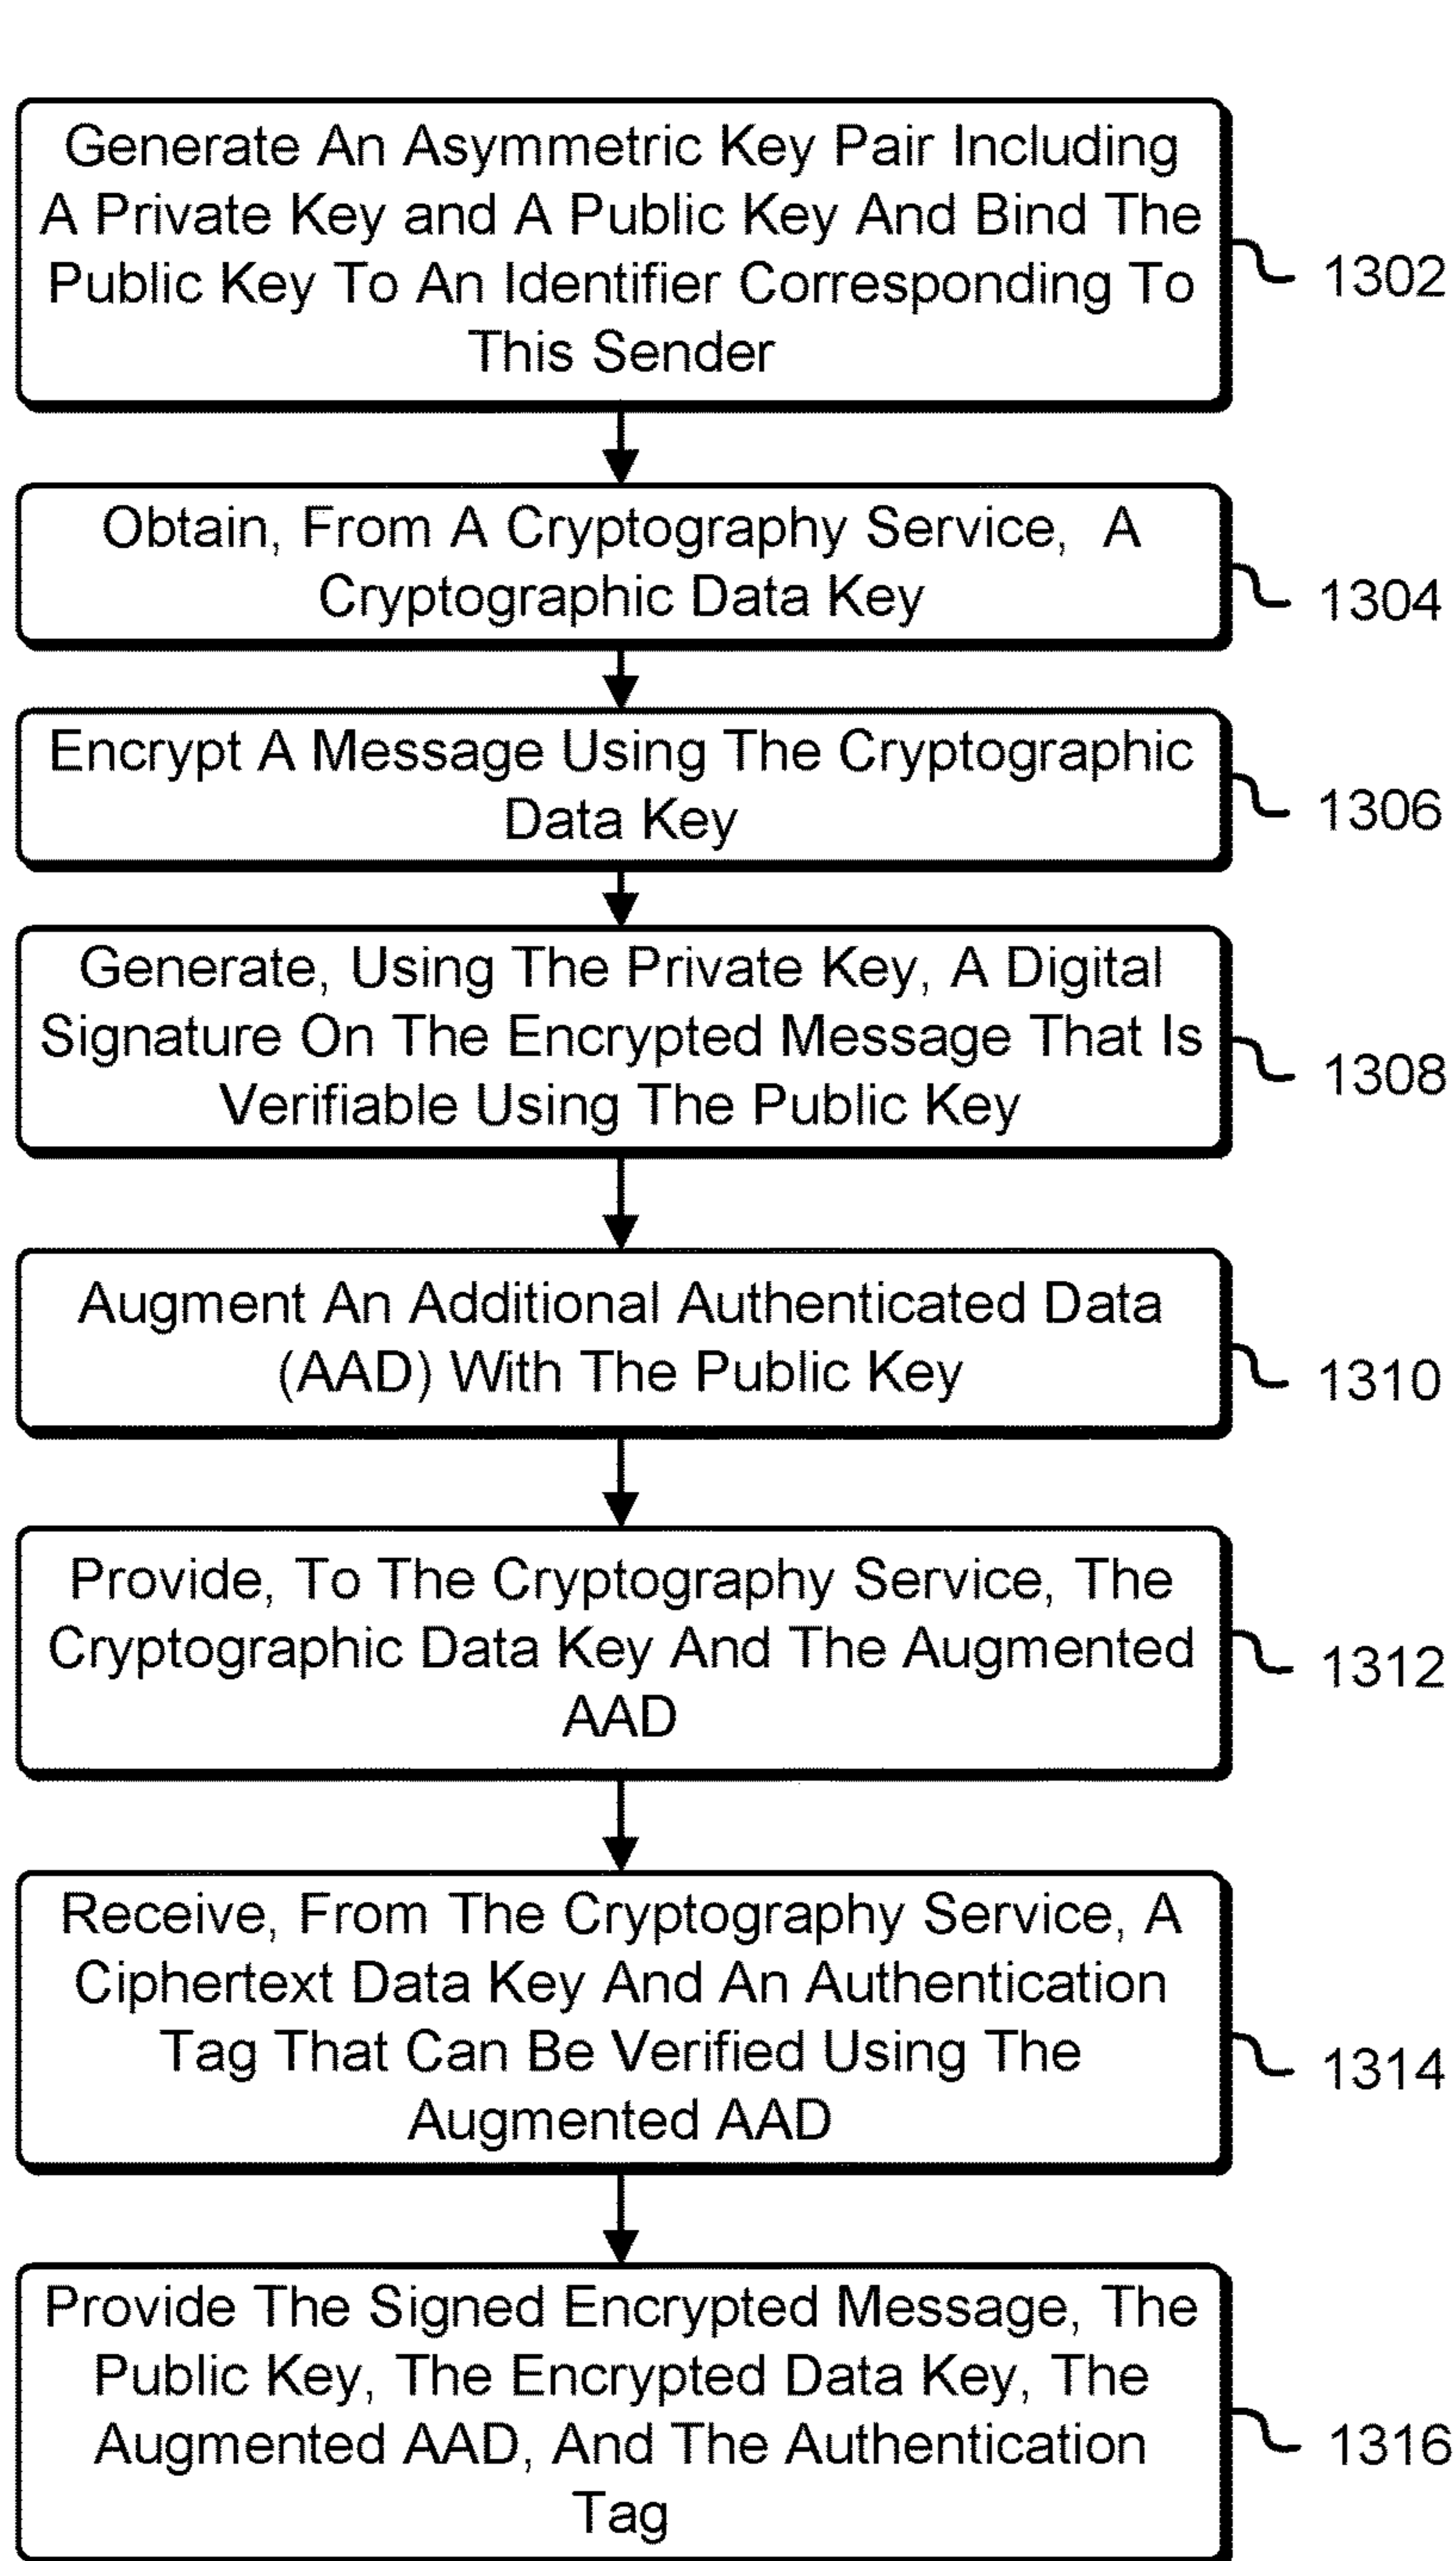 Generate An Asymmetric Key Pair Including
A Private Key and A Public Key And Bind The
Public Key To An Identifier Corresponding To
This Sender
1302
Obtain, From A Cryptography Service, A
Cryptographic Data Key
1304
Encrypt A Message Using The Cryptographic
Data Key
1306
Generate, Using The Private Key, A Digital
Signature On The Encrypted Message That Is
Verifiable Using The Public Key
1308
Augment An Additional Authenticated Data
(AAD) With The Public Key
1310
Provide, To The Cryptography Service, The
Cryptographic Data Key And The Augmented
AAD
1312
Receive, From The Cryptography Service, A
Ciphertext Data Key And An Authentication
Tag That Can Be Verified Using The
Augmented AAD
1314
Provide The Signed Encrypted Message, The
Public Key, The Encrypted Data Key, The
Augmented AAD, And The Authentication
Tag
1316